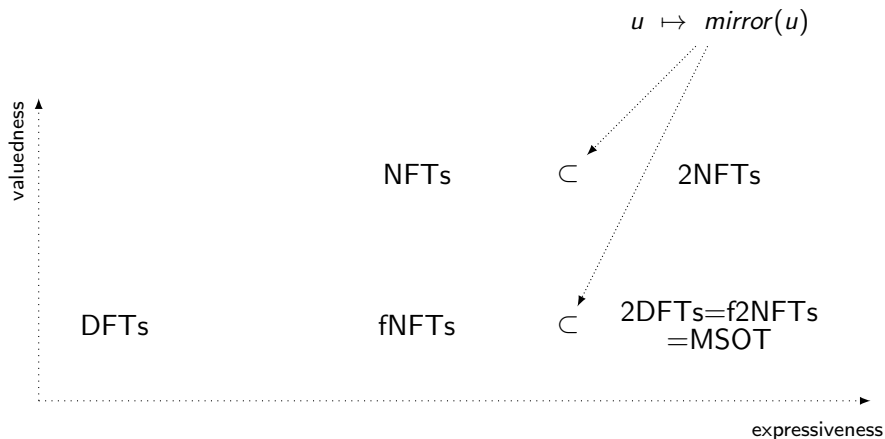 u ↦ mirror(u)
valuedness
NFTs ⊂ 2NFTs
DFTs fNFTs ⊂ 2DFTs=f2NFTs
=MSOT
expressiveness